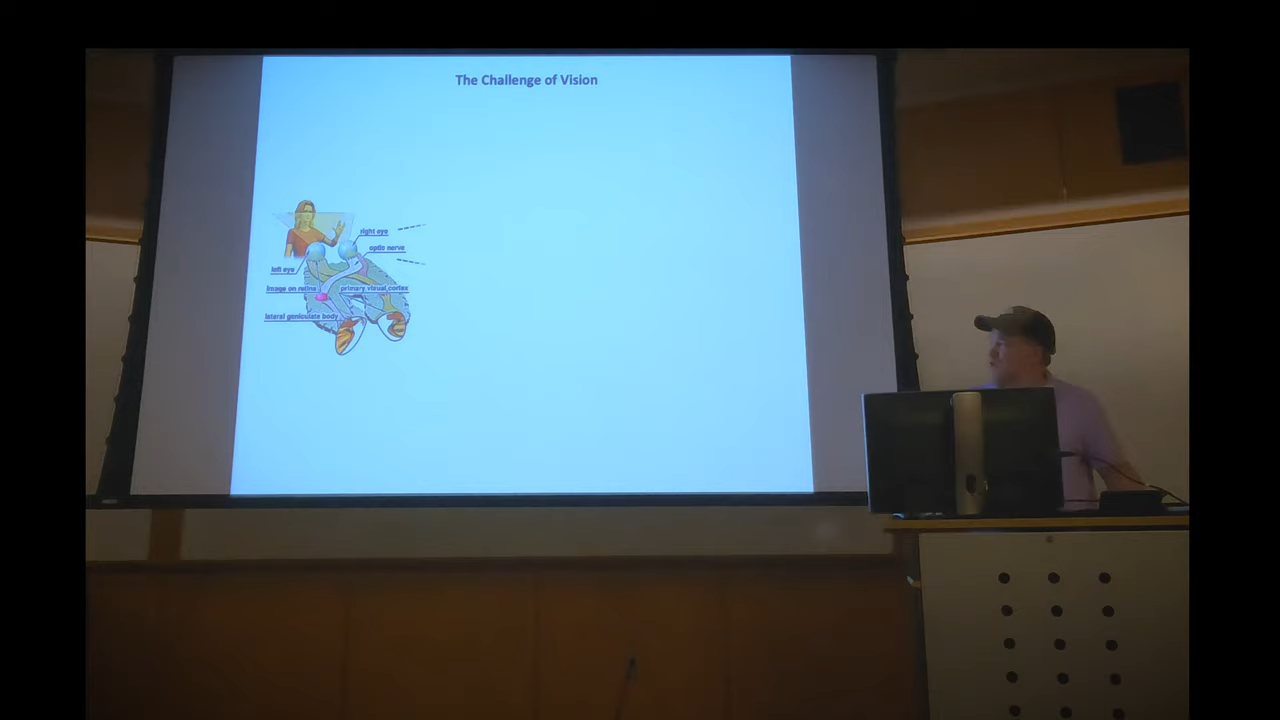 The Challenge of Vision
right eye
optic nerve
left eye
image on retina
primary visual cortex
lateral geniculate body